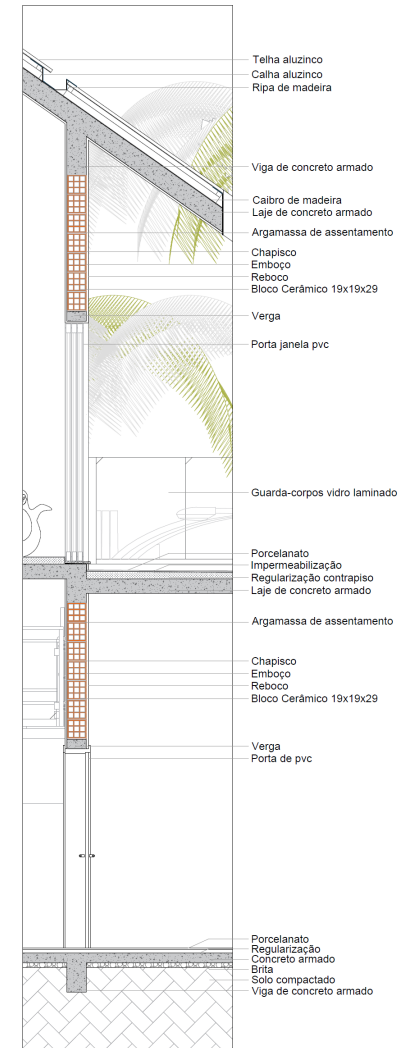 Telha aluzinco
Calha aluzinco
Ripa de madeira
Viga de concreto armado
Caibro de madeira
Laje de concreto armado
Argamassa de assentamento
Chapisco
Emboço
Reboco
Bloco Cerâmico 19x19x29
Verga
Porta janela pvc
Guarda-corpos vidro laminado
Porcelanato
Impermeabilização
Regularização contrapiso
Laje de concreto armado
Argamassa de assentamento
Chapisco
Emboço
Reboco
Bloco Cerâmico 19x19x29
Verga
Porta de pvc
Porcelanato
Regularização
Concreto armado
Brita
Solo compactado
Viga de concreto armado